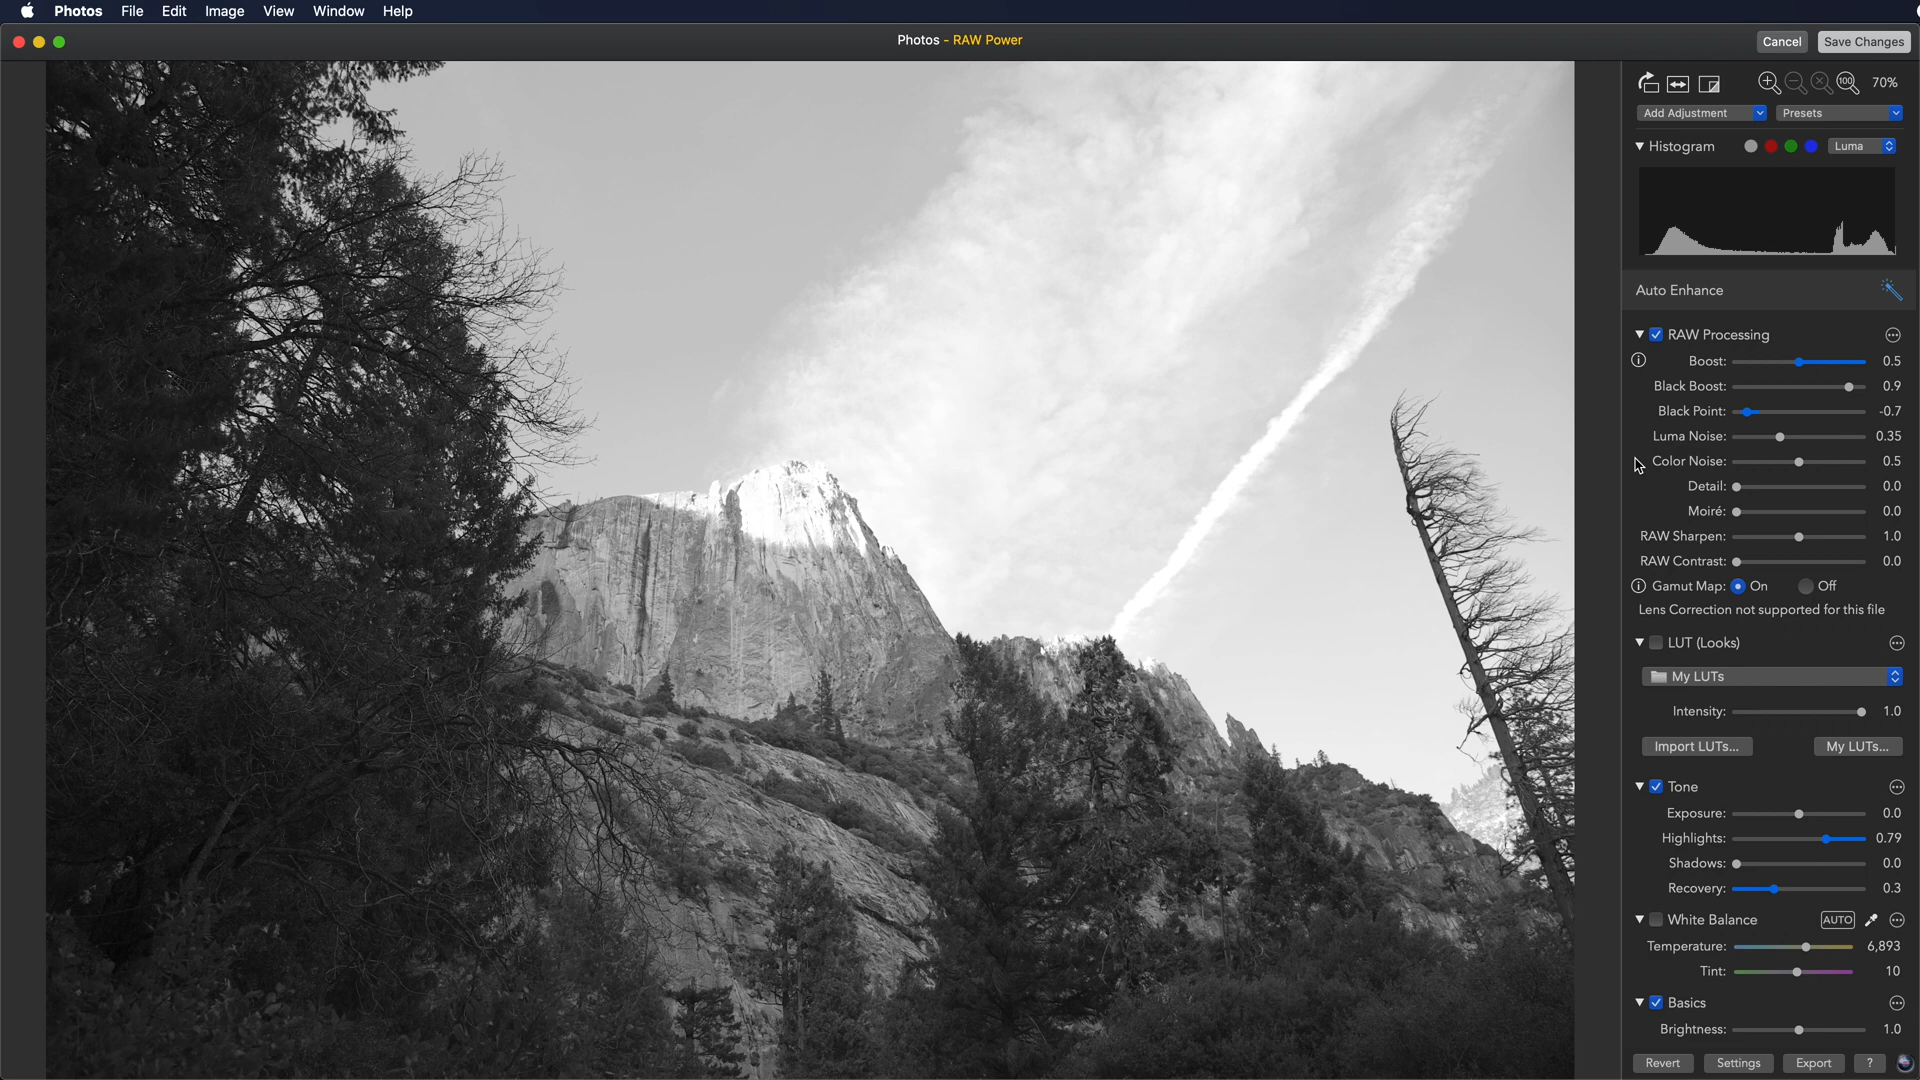 Photos File Edit Image View Window Help
Photos - RAW Power
Cancel Save Changes
100 70%
Add Adjustment Presets
Histogram Luma
Auto Enhance
RAW Processing
Boost: 0.5
Black Boost: 0.9
Black Point: -0.7
Luma Noise: 0.35
Color Noise: 0.5
Detail: 0.0
Moiré: 0.0
RAW Sharpen: 1.0
RAW Contrast: 0.0
Gamut Map: On Off
Lens Correction not supported for this file
LUT (Looks)
My LUTs
Intensity: 1.0
Import LUTs... My LUTs...
Tone
Exposure: 0.0
Highlights: 0.79
Shadows: 0.0
Recovery: 0.3
White Balance AUTO
Temperature: 6,893
Tint: 10
Basics
Brightness: 1.0
Revert Settings Export ?